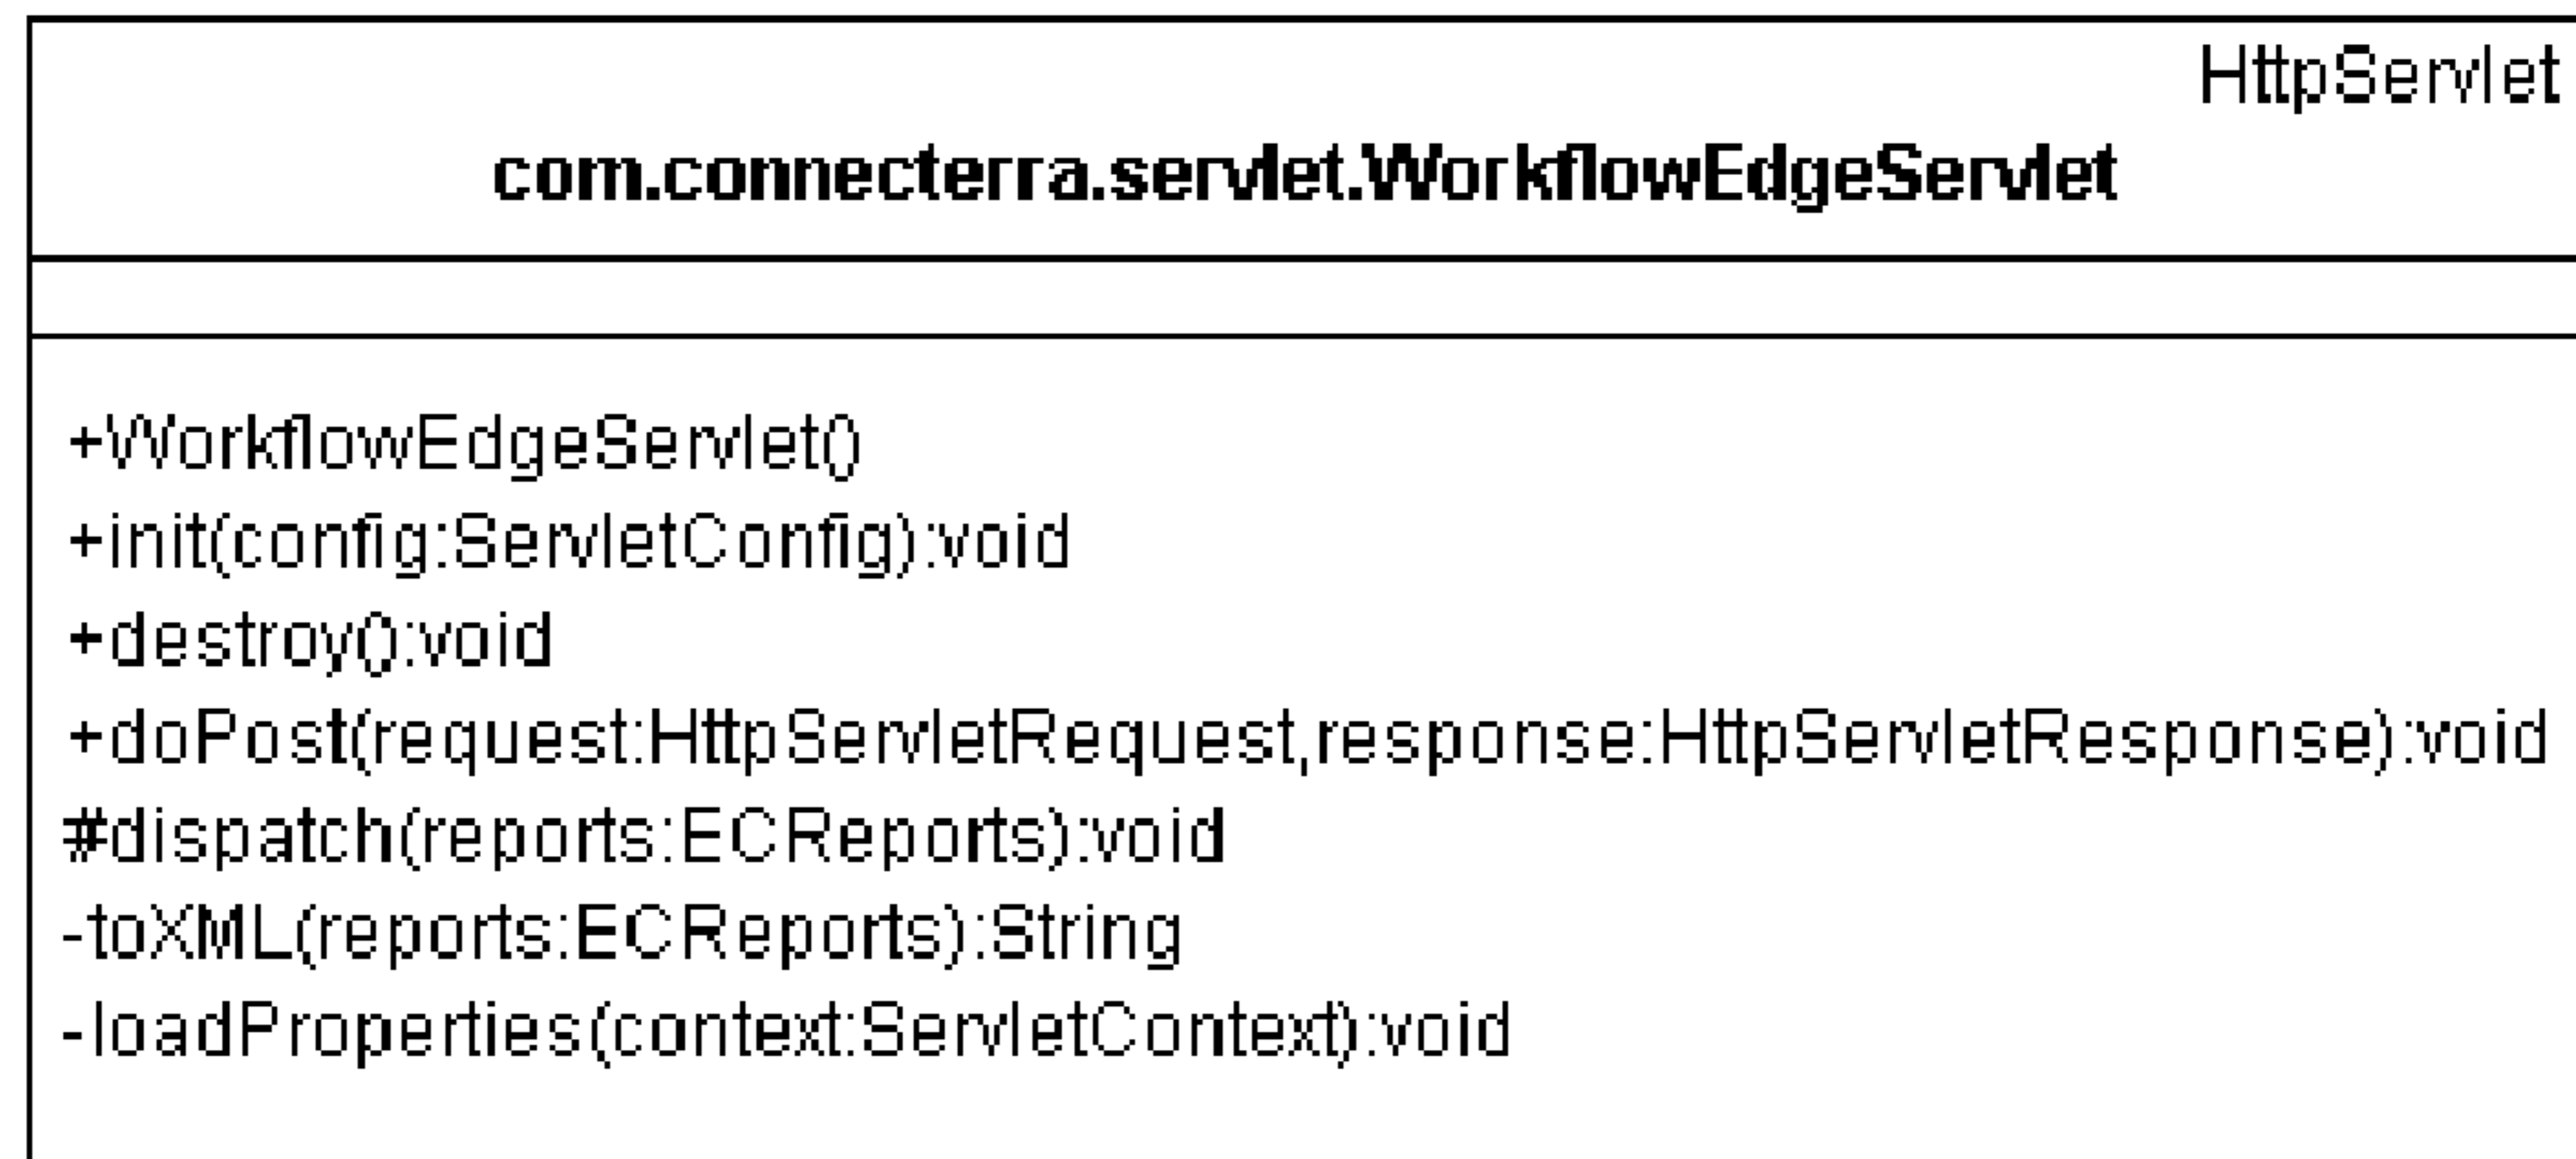 HttpServlet
com.connecterra.servlet.WorkflowEdgeServlet
+WorkflowEdgeServlet()
+init(config:ServletConfig):void
+destroy():void
+doPost(request:HttpServletRequest,response:HttpServletResponse):void
#dispatch(reports:ECReports):void
-toXML(reports:ECReports):String
-loadProperties(context:ServletContext):void